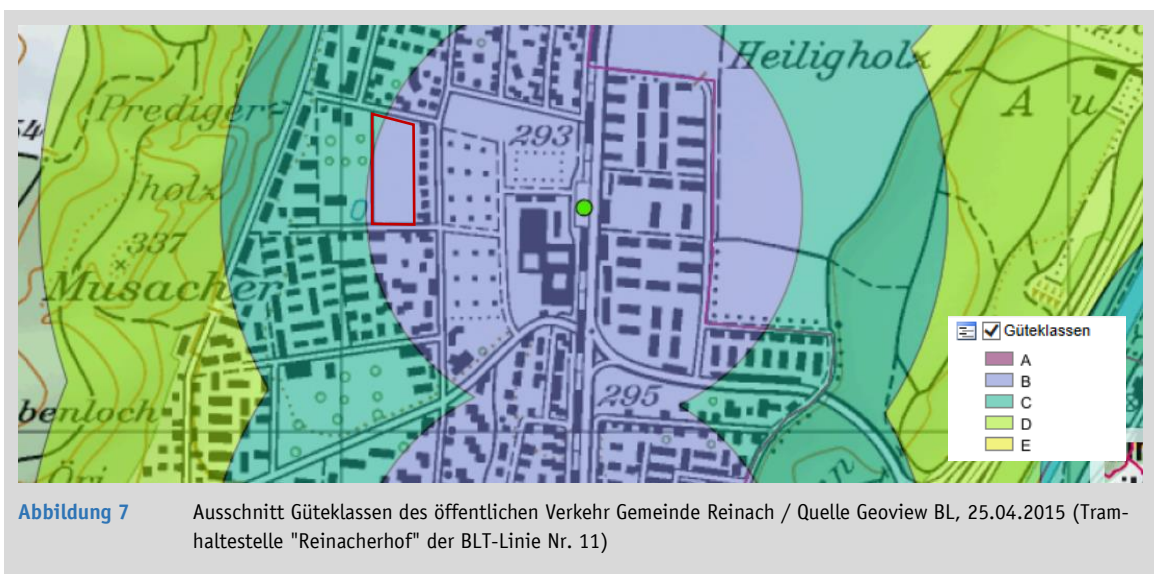 Heiligholz
Prediger-
holz
54
A u
293
337
Musacher
benloch
295
Güteklassen
A
B
C
D
E
Abbildung 7 Ausschnitt Güteklassen des öffentlichen Verkehr Gemeinde Reinach / Quelle Geoview BL, 25.04.2015 (Tram-
haltestelle "Reinacherhof" der BLT-Linie Nr. 11)